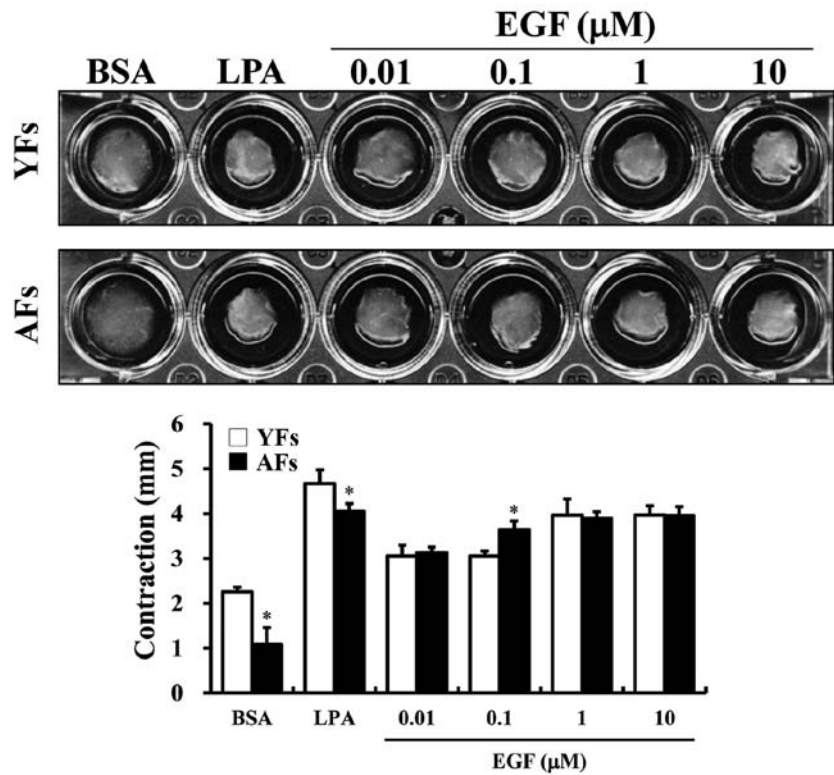 EGF (μM)
BSA LPA 0.01 0.1 1 10
YFs
AFs
6
5
4
3
2
1
0
Contraction (mm)
YFs
AFs
*
*
*
BSA LPA 0.01 0.1 1 10
EGF (μM)